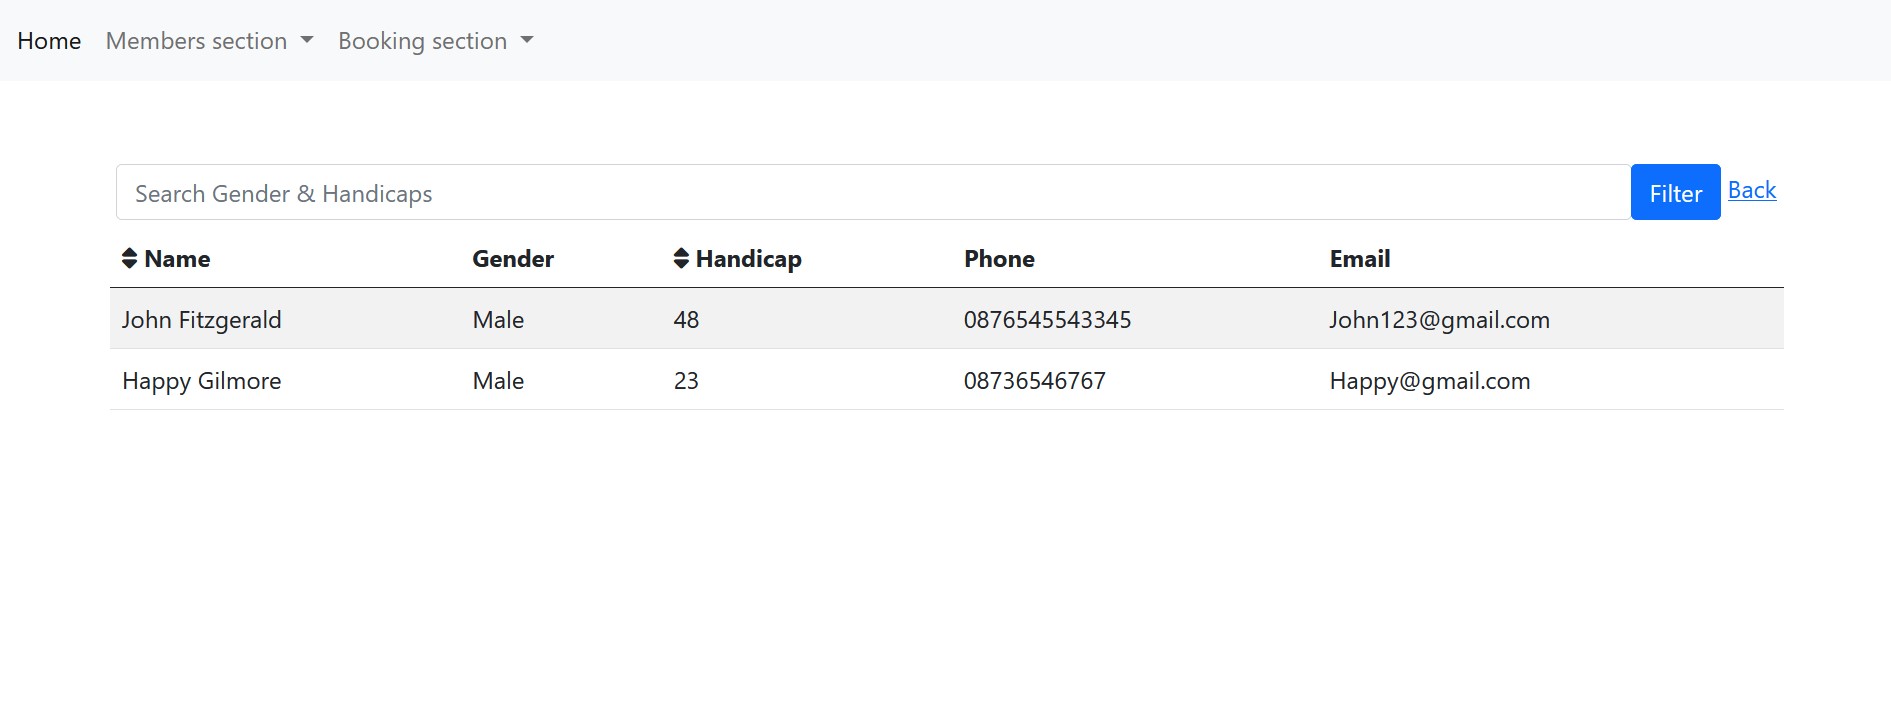 Home Members section Booking section
Search Gender & Handicaps Filter Back
Name Gender Handicap Phone Email
John Fitzgerald Male 48 0876545543345 John123@gmail.com
Happy Gilmore Male 23 08736546767 Happy@gmail.com